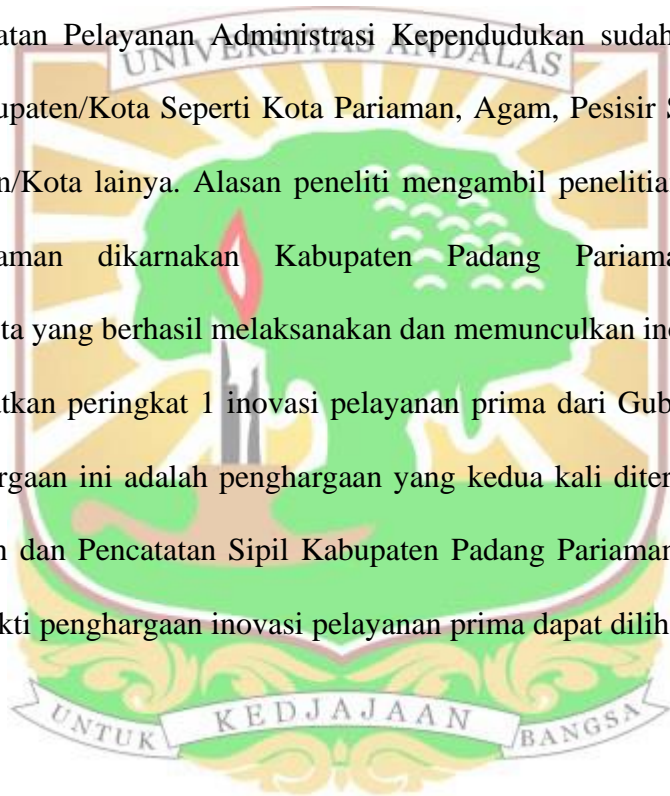 atan Pelayanan Administrasi Kependudukan sudah
UNIVERSITAS ANDALAS
upaten/Kota Seperti Kota Pariaman, Agam, Pesisir S
n/Kota lainya. Alasan peneliti mengambil penelitia
aman dikarnakan Kabupaten Padang Pariama
ta yang berhasil melaksanakan dan memunculkan ino
atkan peringkat 1 inovasi pelayanan prima dari Gub
rgaan ini adalah penghargaan yang kedua kali diter
n dan Pencatatan Sipil Kabupaten Padang Pariaman
kti penghargaan inovasi pelayanan prima dapat dilih
UNTUK KEDJAJAAN BANGSA